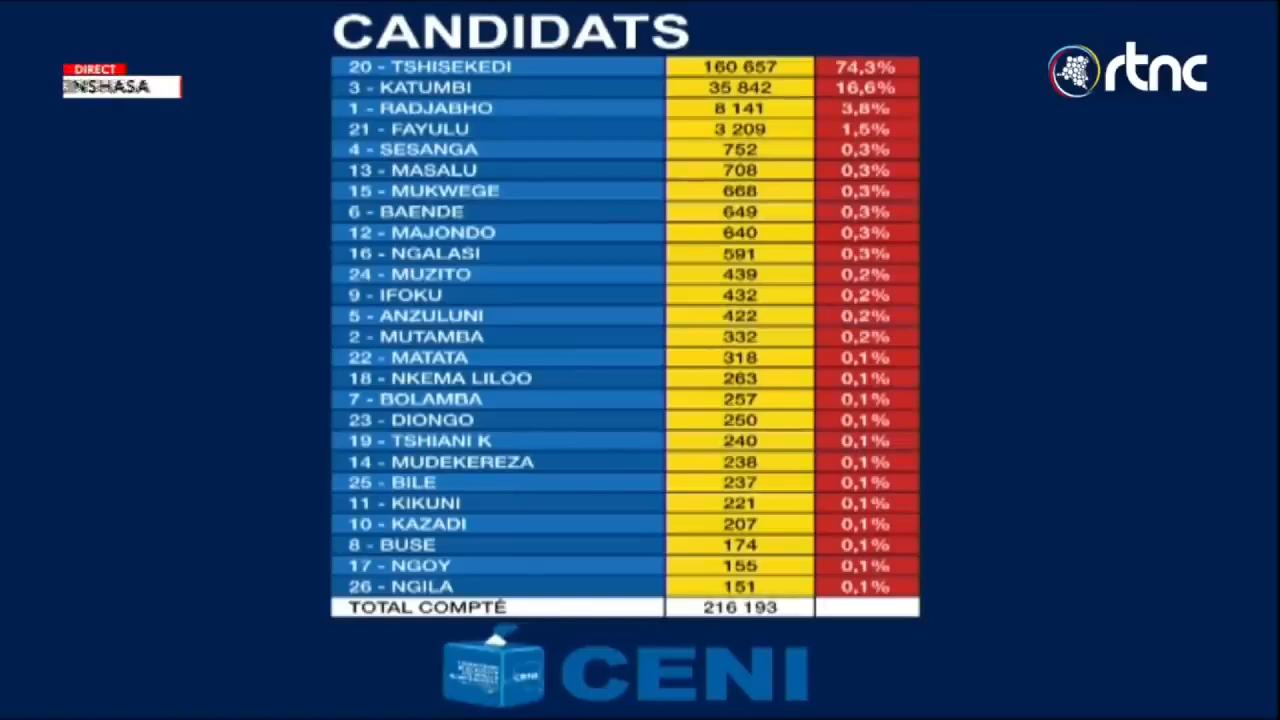 CANDIDATS
DIRECT
NSHASA
rtnc
20 - TSHISEKEDI 160 657 74,3%
3 - KATUMBI 35 842 16,6%
1 - RADJABHO 8 141 3,8%
21 - FAYULU 3 209 1,5%
4 - SESANGA 752 0,3%
13 - MASALU 708 0,3%
15 - MUKWEGE 668 0,3%
6 - BAENDE 649 0,3%
12 - MAJONDO 640 0,3%
16 - NGALASI 591 0,3%
24 - MUZITO 439 0,2%
9 - IFOKU 432 0,2%
5 - ANZULUNI 422 0,2%
2 - MUTAMBA 332 0,2%
22 - MATATA 318 0,1%
18 - NKEMA LILOO 263 0,1%
7 - BOLAMBA 257 0,1%
23 - DIONGO 250 0,1%
19 - TSHIANI K 240 0,1%
14 - MUDEKEREZA 238 0,1%
25 - BILE 237 0,1%
11 - KIKUNI 221 0,1%
10 - KAZADI 207 0,1%
8 - BUSE 174 0,1%
17 - NGOY 155 0,1%
26 - NGILA 151 0,1%
TOTAL COMPTÉ 216 193
CENI
CENI